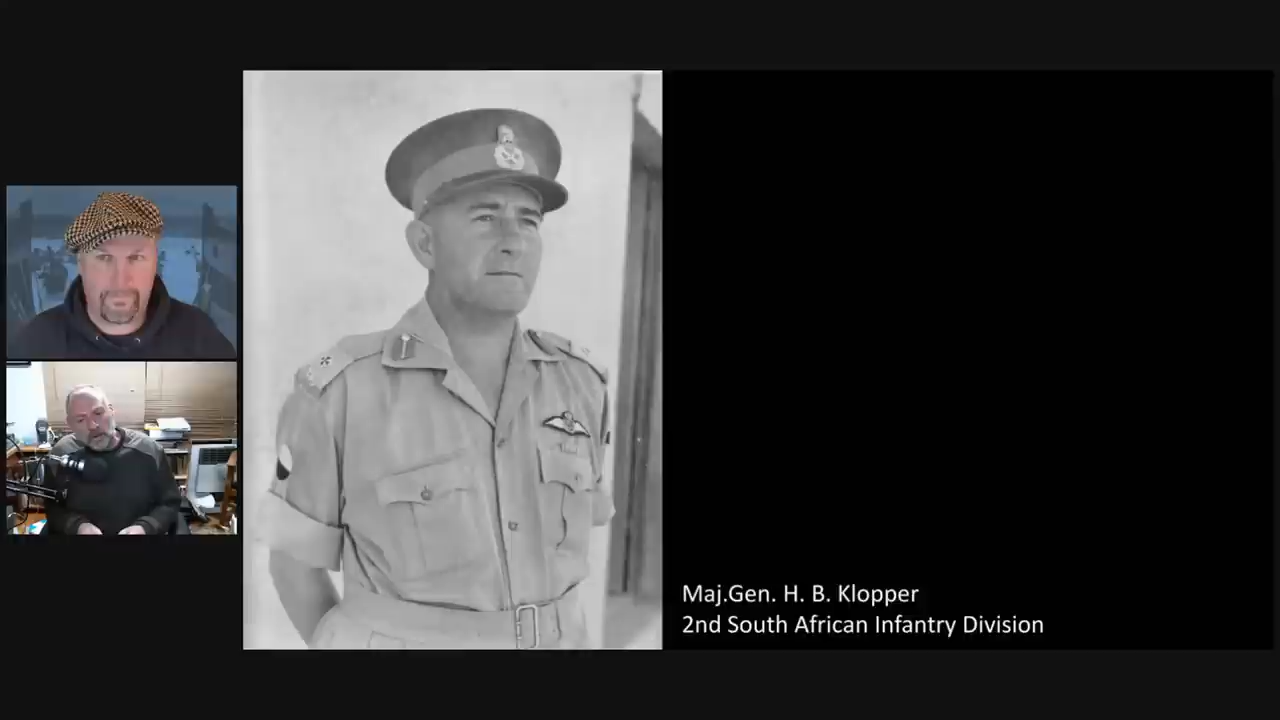 Maj.Gen. H. B. Klopper
2nd South African Infantry Division